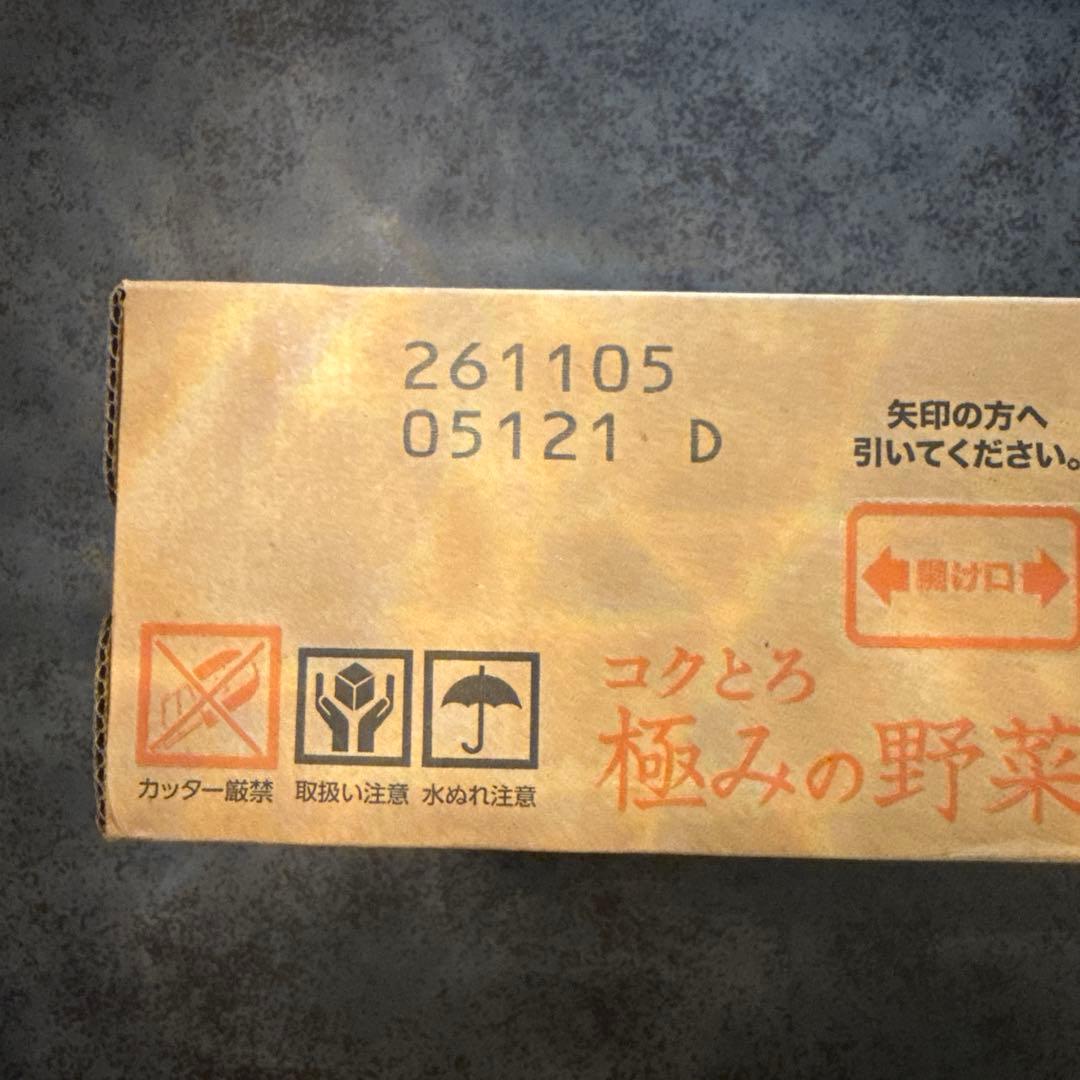 261105
05121 D
矢印の方へ
引いてください。
開け口
コクとろ
極みの野菜
カッター厳禁
取扱い注意
水ぬれ注意